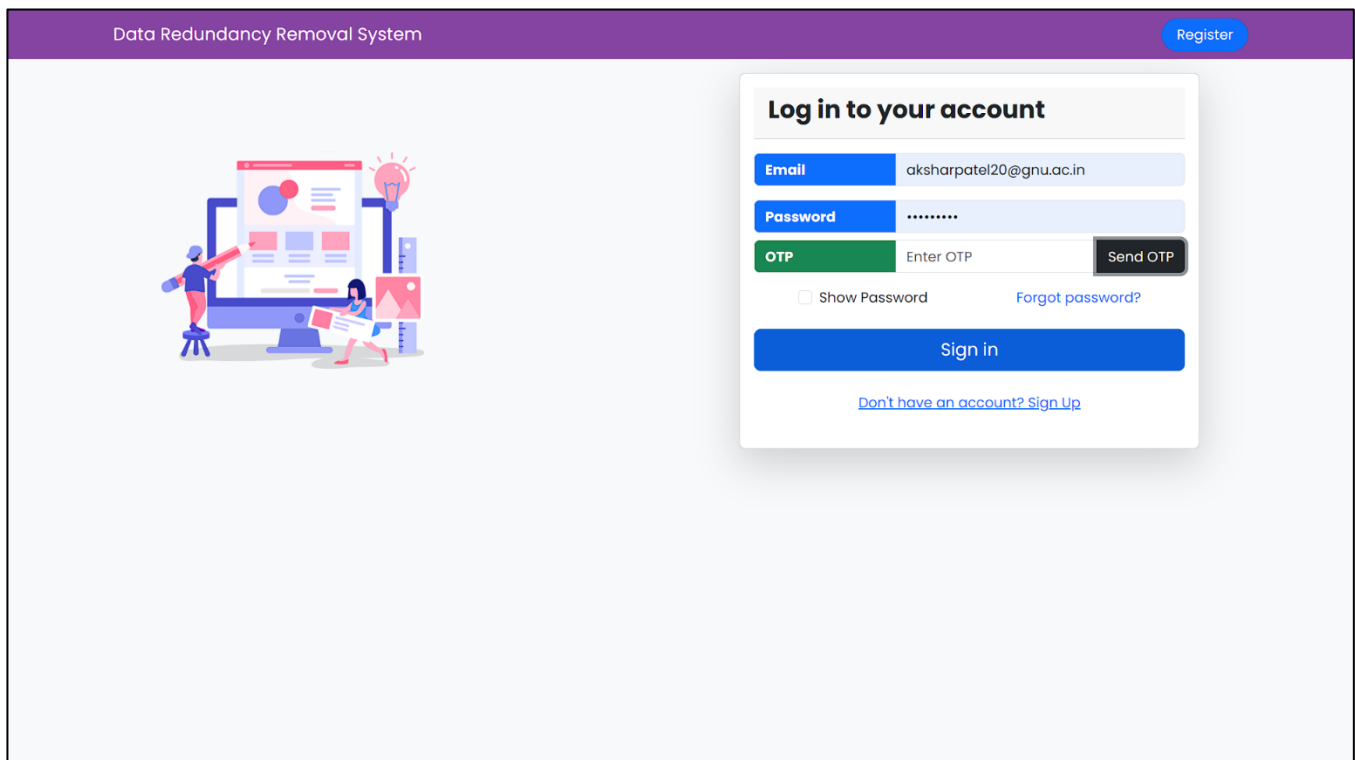 Data Redundancy Removal System
Register
Log in to your account
Email aksharpatel20@gnu.ac.in
Password •••••••••
OTP Enter OTP Send OTP
Show Password Forgot password?
Sign in
Don't have an account? Sign Up